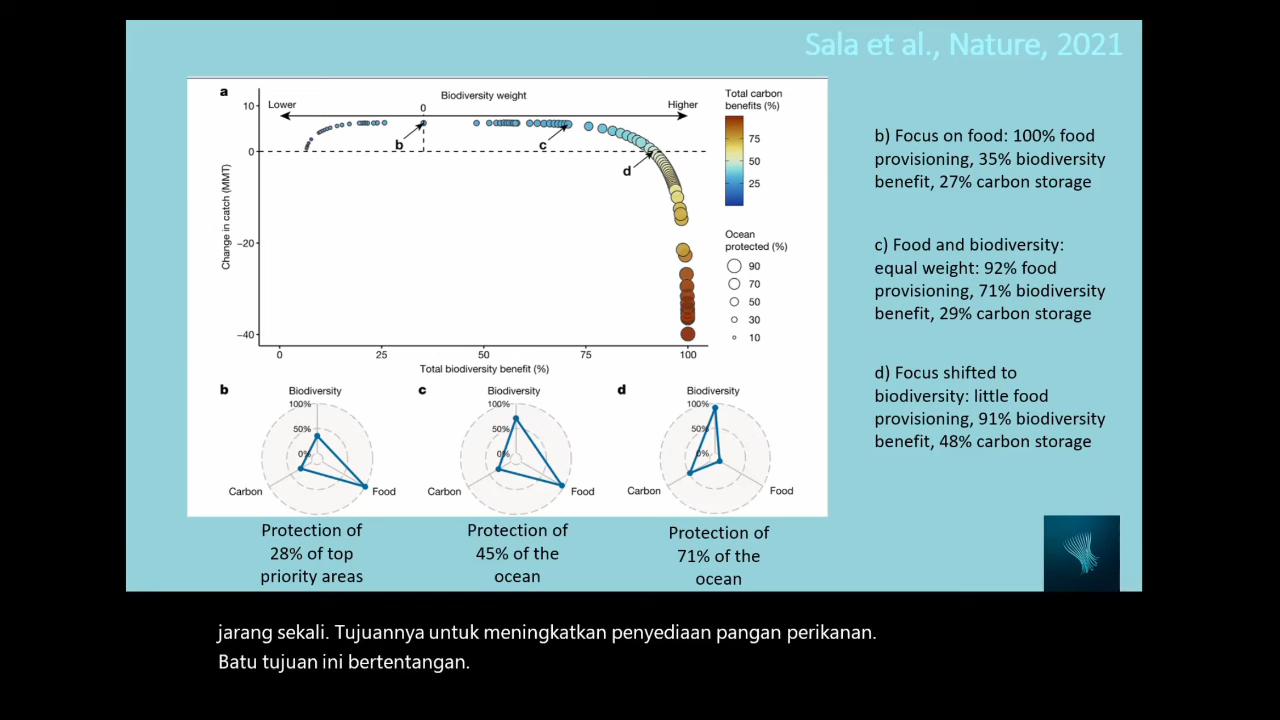 Sala et al., Nature, 2021
a
Biodiversity weight
Lower
0
Higher
10
0
−20
−40
Change in catch (MMT)
b
c
d
0
25
50
75
100
Total biodiversity benefit (%)
Total carbon
benefits (%)
75
50
25
Ocean
protected (%)
90
70
50
30
10
b
Biodiversity
100%
50%
0%
Carbon
Food
c
Biodiversity
100%
50%
0%
Carbon
Food
d
Biodiversity
100%
50%
0%
Carbon
Food
Protection of
28% of top
priority areas
Protection of
45% of the
ocean
Protection of
71% of the
ocean
b) Focus on food: 100% food
provisioning, 35% biodiversity
benefit, 27% carbon storage
c) Food and biodiversity:
equal weight: 92% food
provisioning, 71% biodiversity
benefit, 29% carbon storage
d) Focus shifted to
biodiversity: little food
provisioning, 91% biodiversity
benefit, 48% carbon storage
jarang sekali. Tujuannya untuk meningkatkan penyediaan pangan perikanan.
Batu tujuan ini bertentangan.